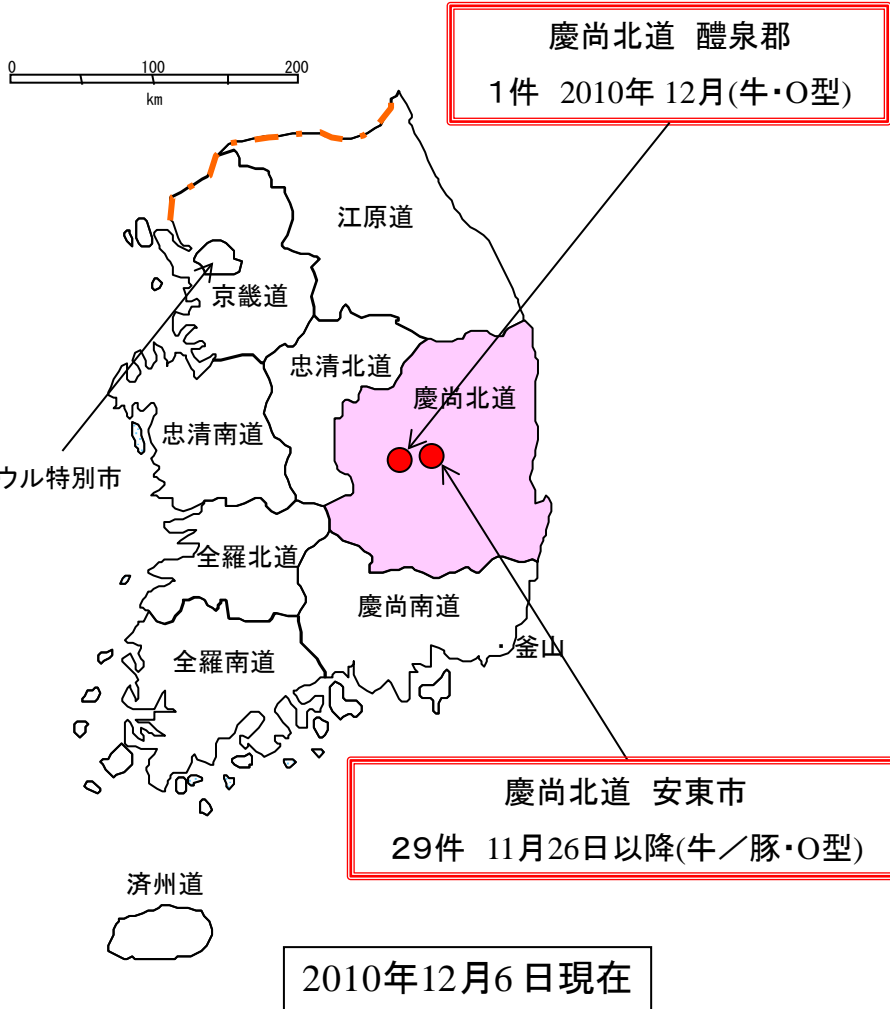 慶尚北道 醴泉郡
1件 2010年 12月(牛・O型)
0 100 200
km
江原道
京畿道
忠清北道
慶尚北道
忠清南道
ウル特別市
全羅北道
慶尚南道
・釜山
全羅南道
慶尚北道 安東市
29件 11月26日以降(牛／豚・O型)
済州道
2010年12月6 日現在